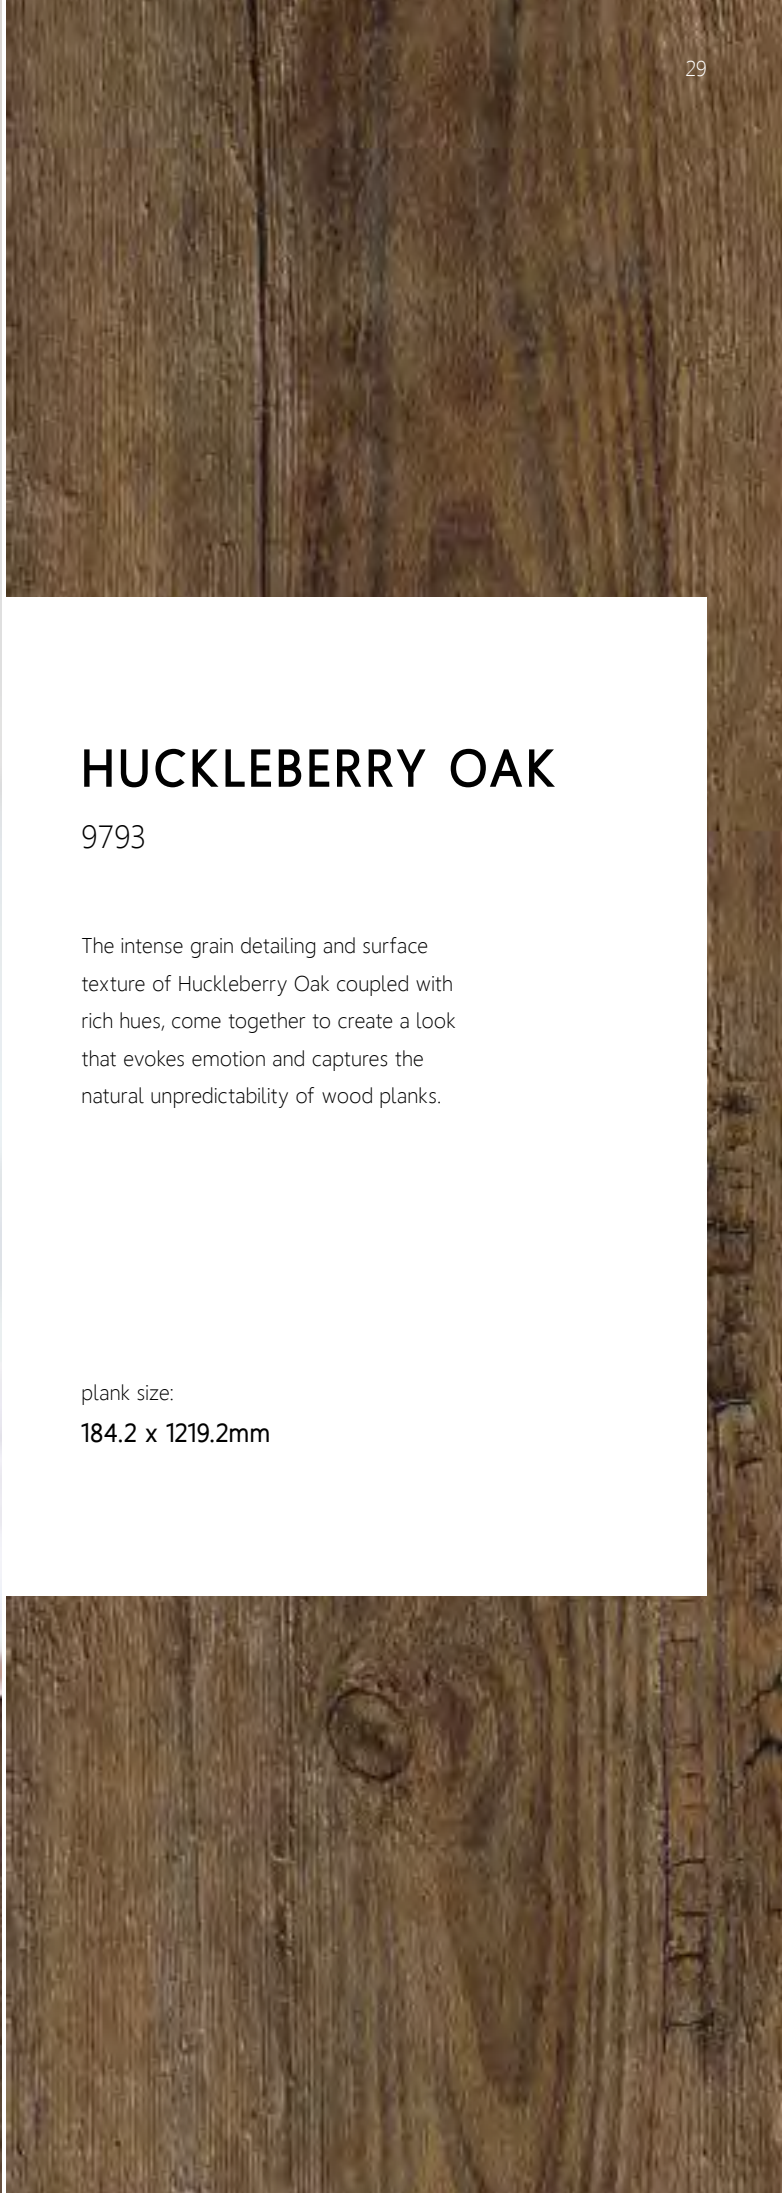 29
HUCKLEBERRY OAK
9793
The intense grain detailing and surface
texture of Huckleberry Oak coupled with
rich hues, come together to create a look
that evokes emotion and captures the
natural unpredictability of wood planks.
plank size:
184.2 x 1219.2mm